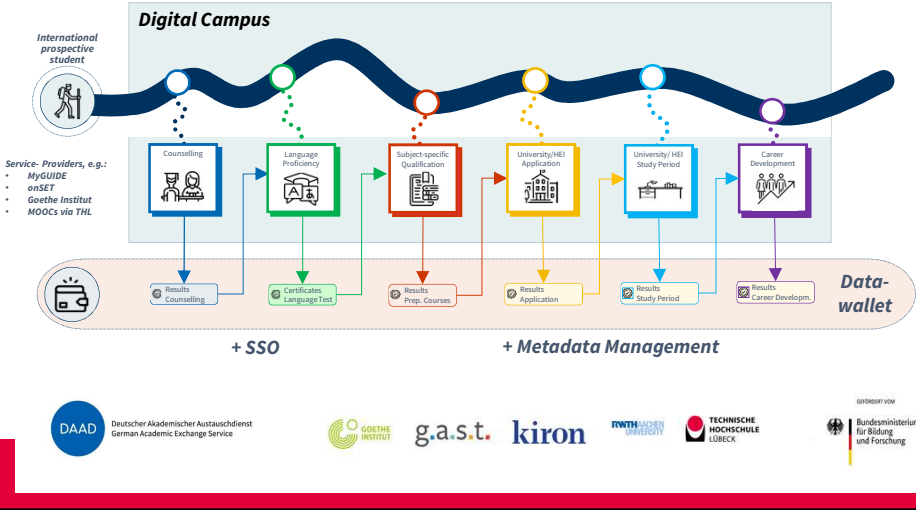 Digital Campus
International
prospective
student
Service- Providers, e.g.:
• MyGUIDE
• onSET
• Goethe Institut
• MOOCs via THL
Counselling
Language
Proficiency
Subject-specific
Qualification
University/HEI
Application
University/ HEI
Study Period
Career
Development
Results
Counselling
Certificates
Language Test
Results
Prep. Courses
Results
Application
Results
Study Period
Results
Career Developm.
Data-
wallet
+ SSO
+ Metadata Management
DAAD
Deutscher Akademischer Austauschdienst
German Academic Exchange Service
GOETHE
INSTITUT
g.a.s.t.
kiron
RWTHAACHEN
UNIVERSITY
TECHNISCHE
HOCHSCHULE
LÜBECK
GEFÖRDERT VOM
Bundesministerium
für Bildung
und Forschung